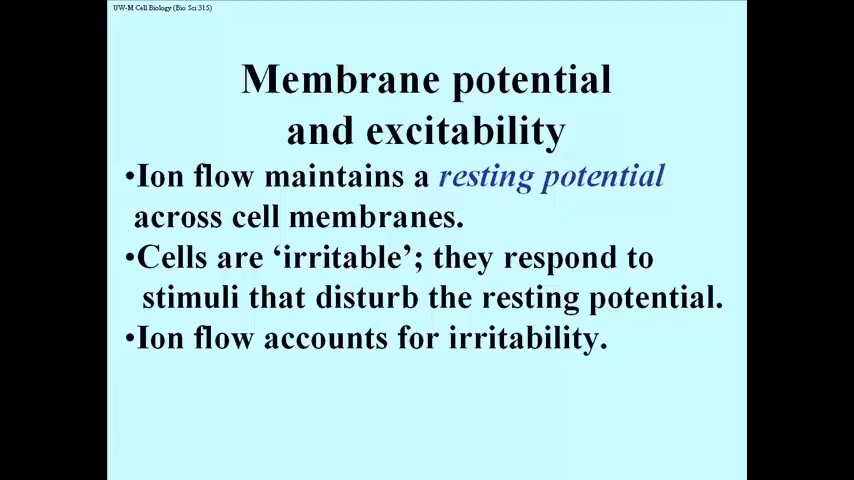 UW-M Cell Biology (Bio Sci 315)
Membrane potential
and excitability
•Ion flow maintains a resting potential
across cell membranes.
•Cells are ‘irritable’; they respond to
stimuli that disturb the resting potential.
•Ion flow accounts for irritability.